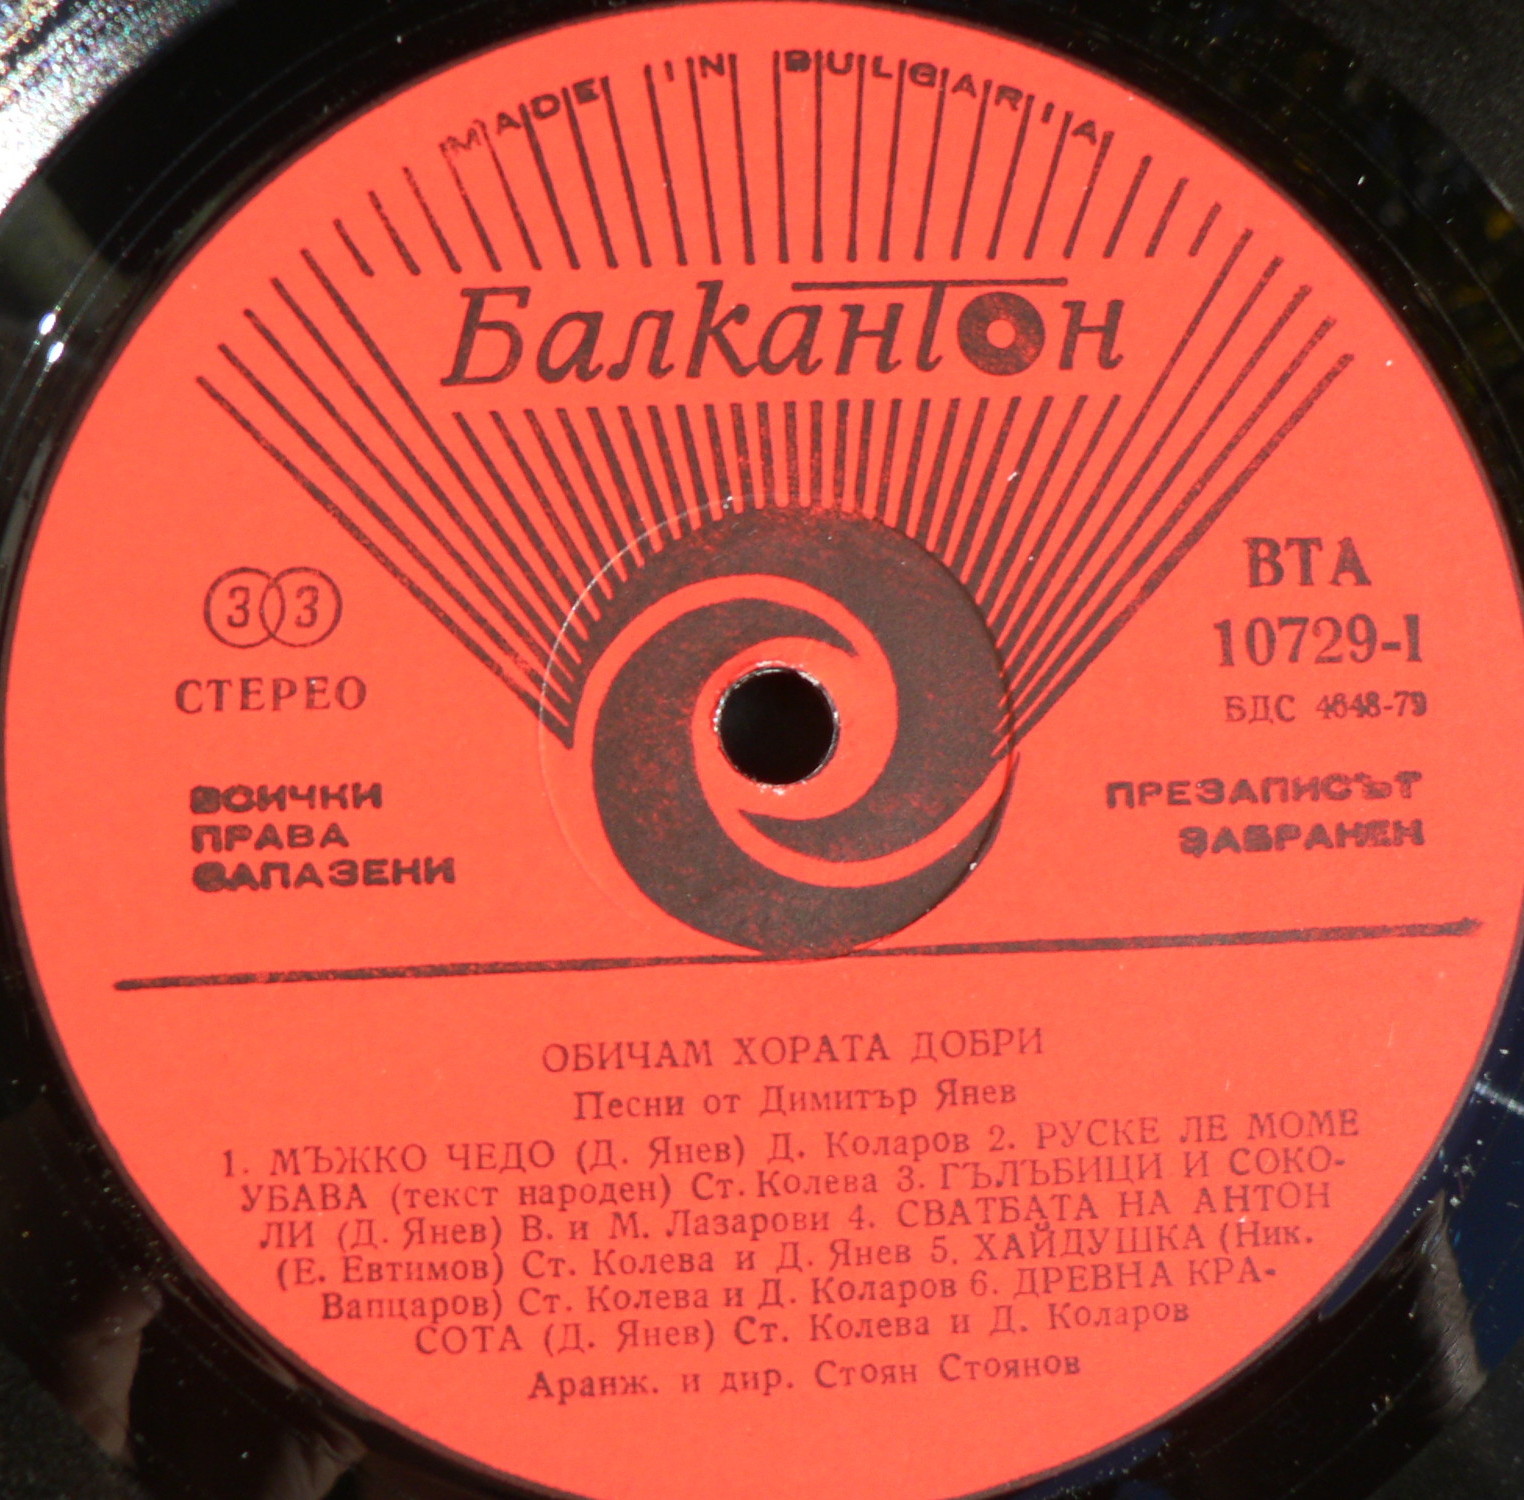 MADE IN BULGARIA
Балкантон
33
СТЕРЕО
ВТА
10729-I
БДС 4648-79
ВСИЧКИ
ПРАВА
ЗАПАЗЕНИ
ПРЕЗАПИСЪТ
ЗАБРАНЕН
ОБИЧАМ ХОРАТА ДОБРИ
Песни от Димитър Янев
1. МЪЖКО ЧЕДО (Д. Янев) Д. Коларов 2. РУСКЕ ЛЕ МОМЕ
УБАВА (текст народен) Ст. Колева 3. ГЪЛЪБИЦИ И СОКО-
ЛИ (Д. Янев) В. и М. Лазарови 4. СВАТБАТА НА АНТОН
(Е. Евтимов) Ст. Колева и Д. Янев 5. ХАЙДУШКА (Ник.
Вапцаров) Ст. Колева и Д. Коларов 6. ДРЕВНА КРА-
СОТА (Д. Янев) Ст. Колева и Д. Коларов
Аранж. и дир. Стоян Стоянов